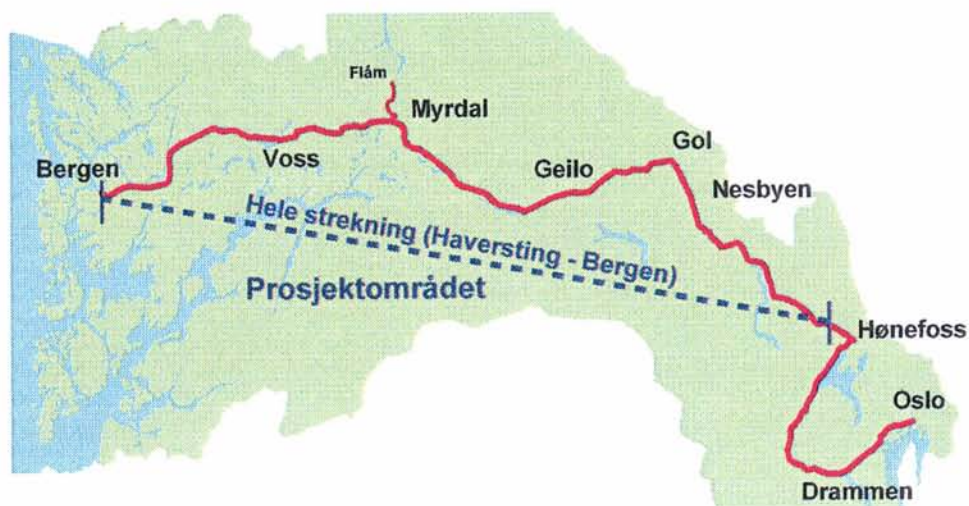 Flåm
Myrdal
Bergen
Voss
Geilo
Gol
Nesbyen
Hele strekning (Haversting - Bergen)
Prosjektområdet
Hønefoss
Oslo
Drammen